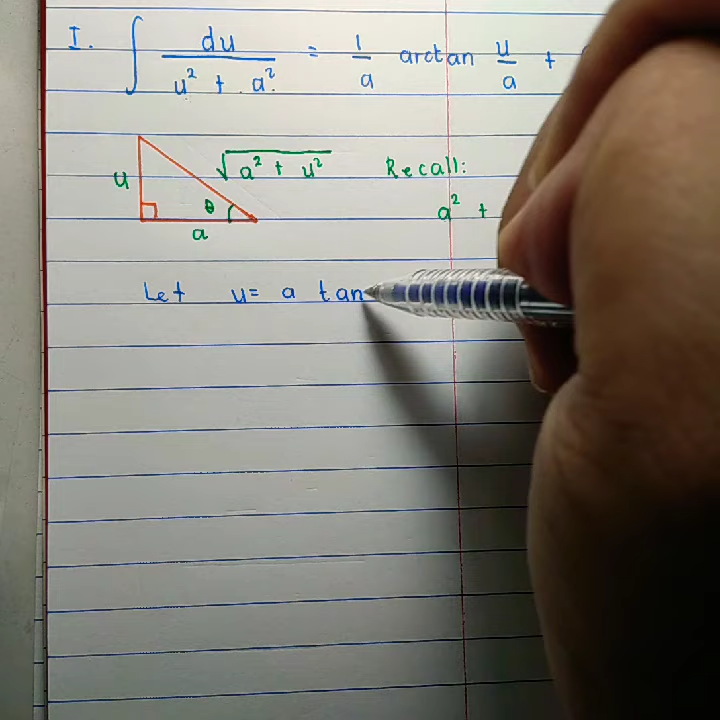 I. ∫ du / (u² + a²) = 1/a arctan u/a +
u √(a² + u²) Recall:
θ
a² +
a
Let u = a tan